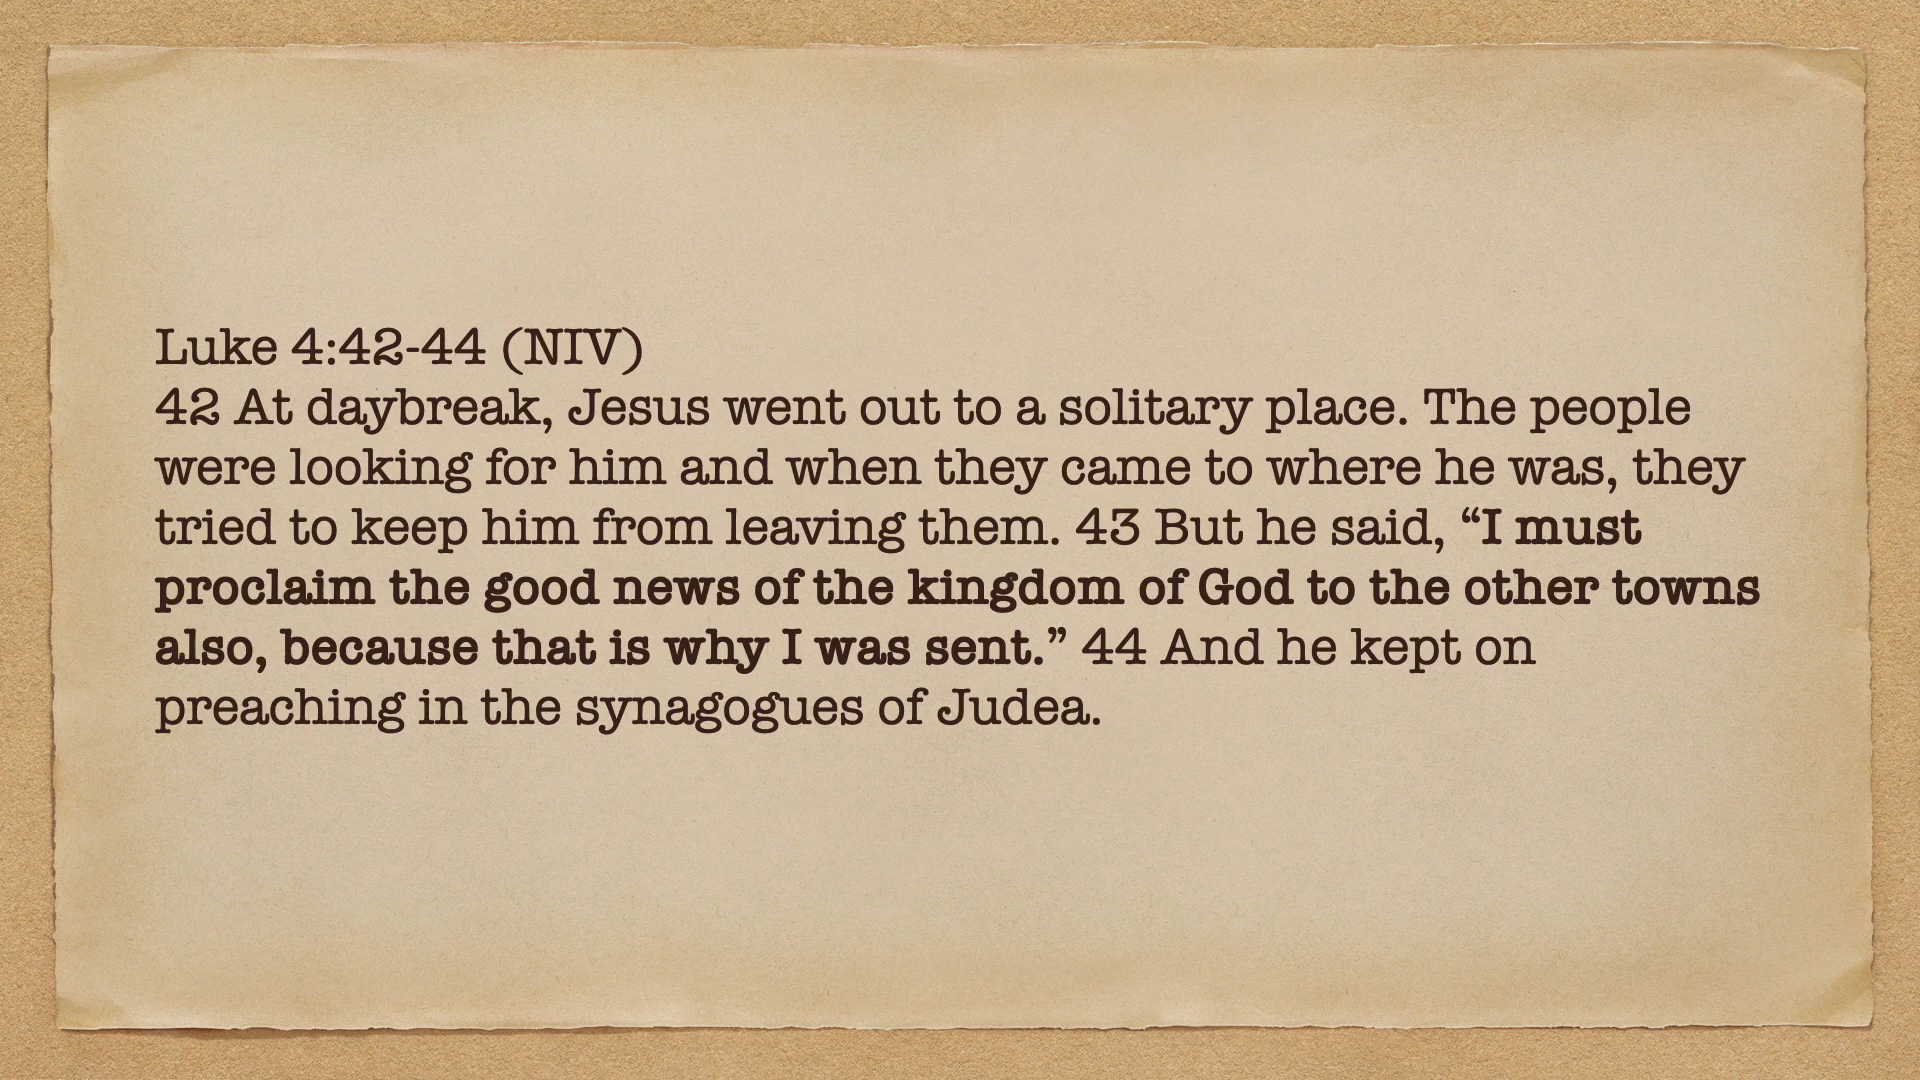 Luke 4:42-44 (NIV)
42 At daybreak, Jesus went out to a solitary place. The people
were looking for him and when they came to where he was, they
tried to keep him from leaving them. 43 But he said, “I must
proclaim the good news of the kingdom of God to the other towns
also, because that is why I was sent.” 44 And he kept on
preaching in the synagogues of Judea.